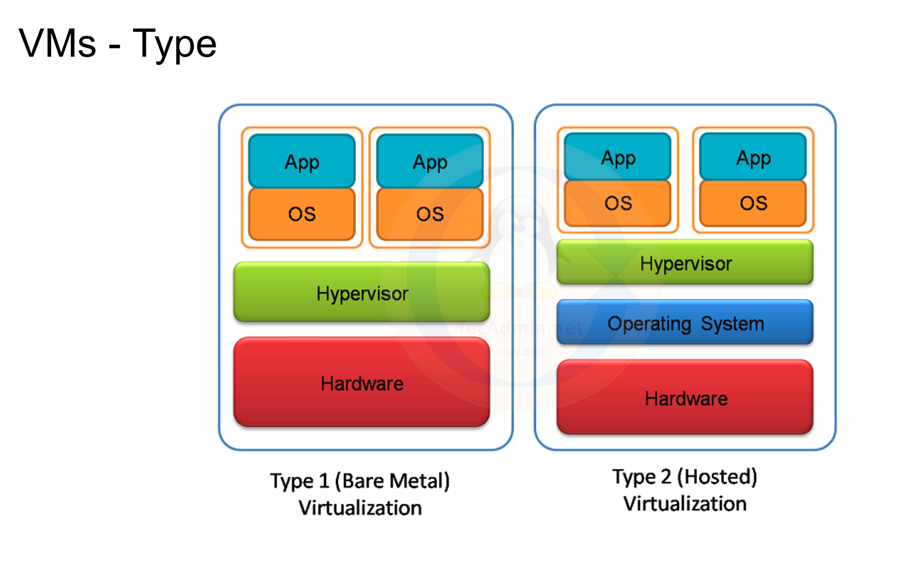 VMs - Type
App
App
OS
OS
Hypervisor
Hardware
Type 1 (Bare Metal)
Virtualization
App
App
OS
OS
Hypervisor
Operating System
Hardware
Type 2 (Hosted)
Virtualization
TecAdmin.net